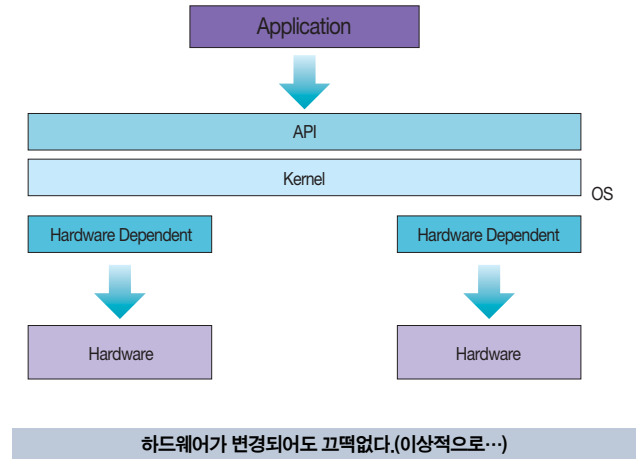 Application
API
Kernel
OS
Hardware Dependent
Hardware Dependent
Hardware
Hardware
하드웨어가 변경되어도 끄떡없다.(이상적으로…)